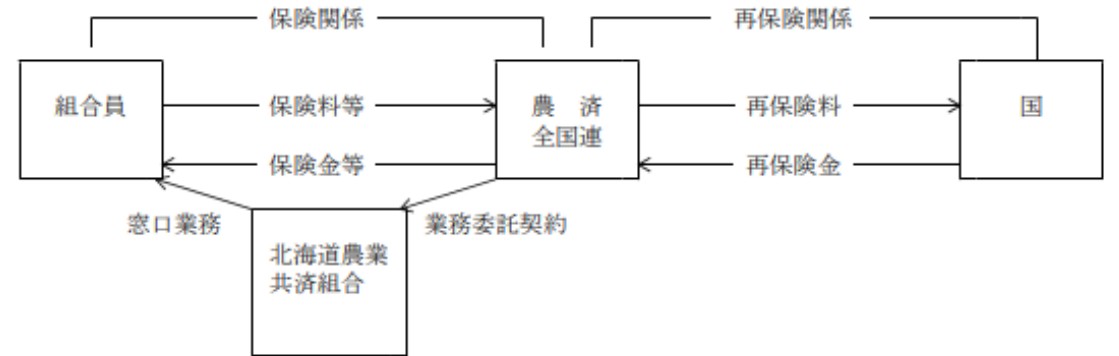 保険関係
再保険関係
組合員
保険料等
農　済
全国連
再保険料
国
保険金等
再保険金
窓口業務
業務委託契約
北海道農業
共済組合